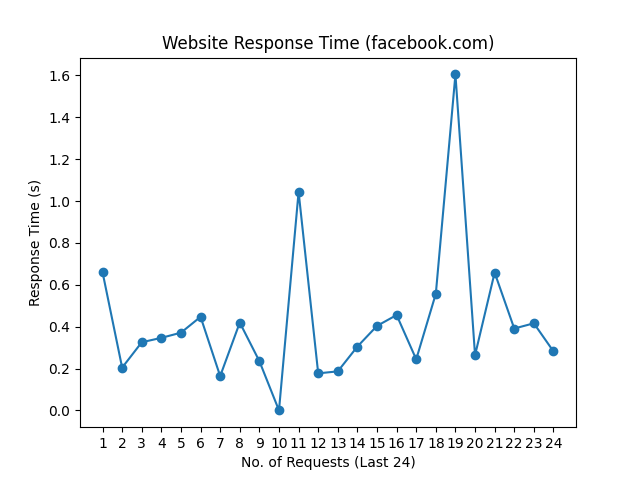 Website Response Time (facebook.com)
1.6
1.4
1.2
1.0
0.8
0.6
0.4
0.2
0.0
Response Time (s)
1 2 3 4 5 6 7 8 9 10 11 12 13 14 15 16 17 18 19 20 21 22 23 24
No. of Requests (Last 24)